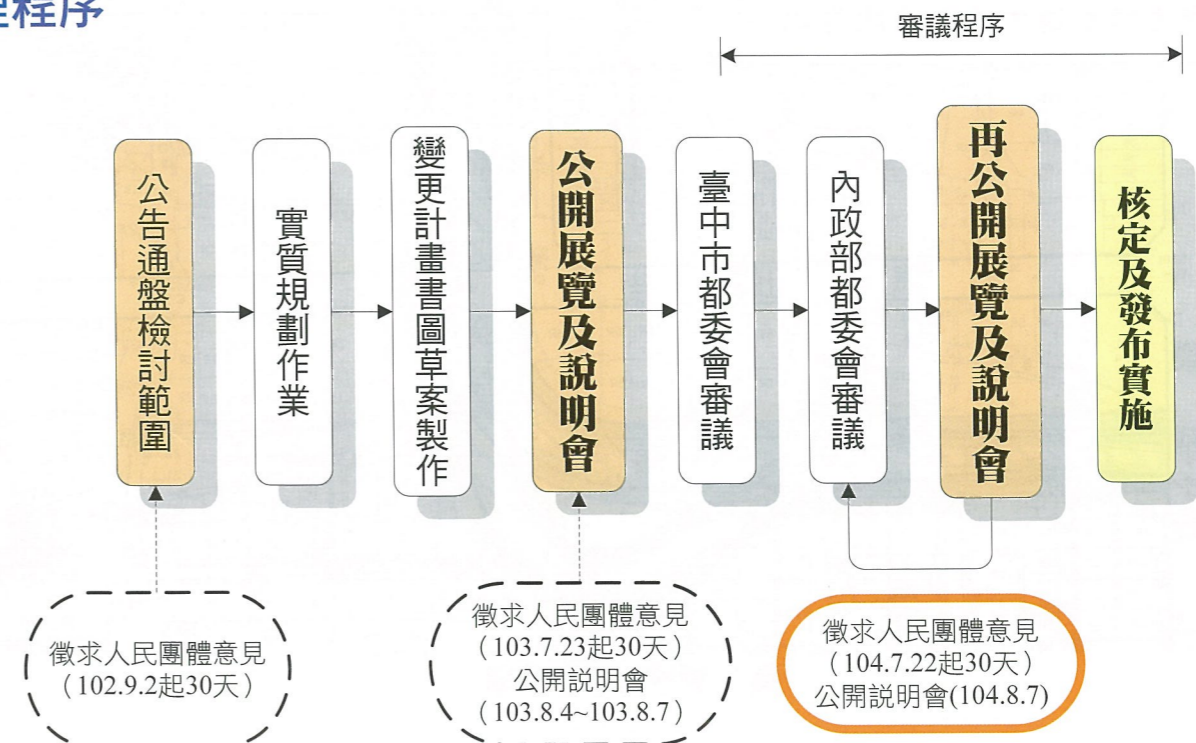 程程序
審議程序
公告通盤檢討範圍
實質規劃作業
變更計畫書圖草案製作
公開展覽及說明會
臺中市都委會審議
內政部都委會審議
再公開展覽及說明會
核定及發布實施
徵求人民團體意見
（102.9.2起30天）
徵求人民團體意見
（103.7.23起30天）
公開說明會
（103.8.4~103.8.7）
徵求人民團體意見
（104.7.22起30天）
公開說明會(104.8.7)